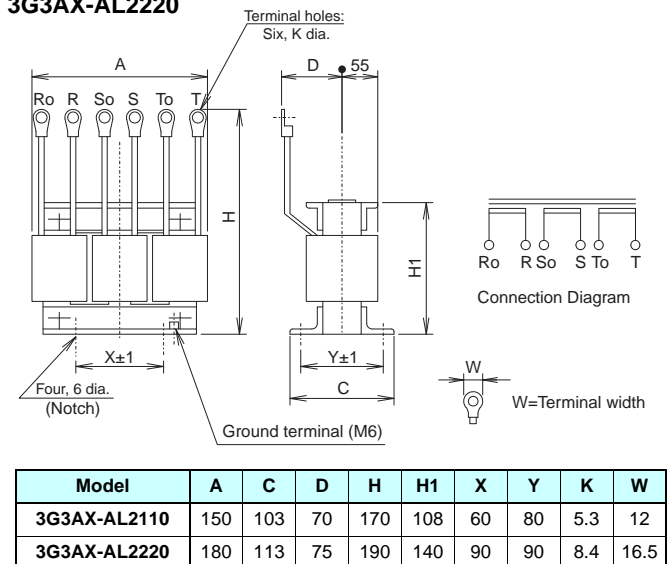 3G3AX-AL2220
Terminal holes:
Six, K dia.
A
D
55
Ro R So S To T
H
H1
Ro R So S To T
Connection Diagram
X±1
Y±1
C
W
W=Terminal width
Four, 6 dia.
(Notch)
Ground terminal (M6)
Model A C D H H1 X Y K W
3G3AX-AL2110 150 103 70 170 108 60 80 5.3 12
3G3AX-AL2220 180 113 75 190 140 90 90 8.4 16.5